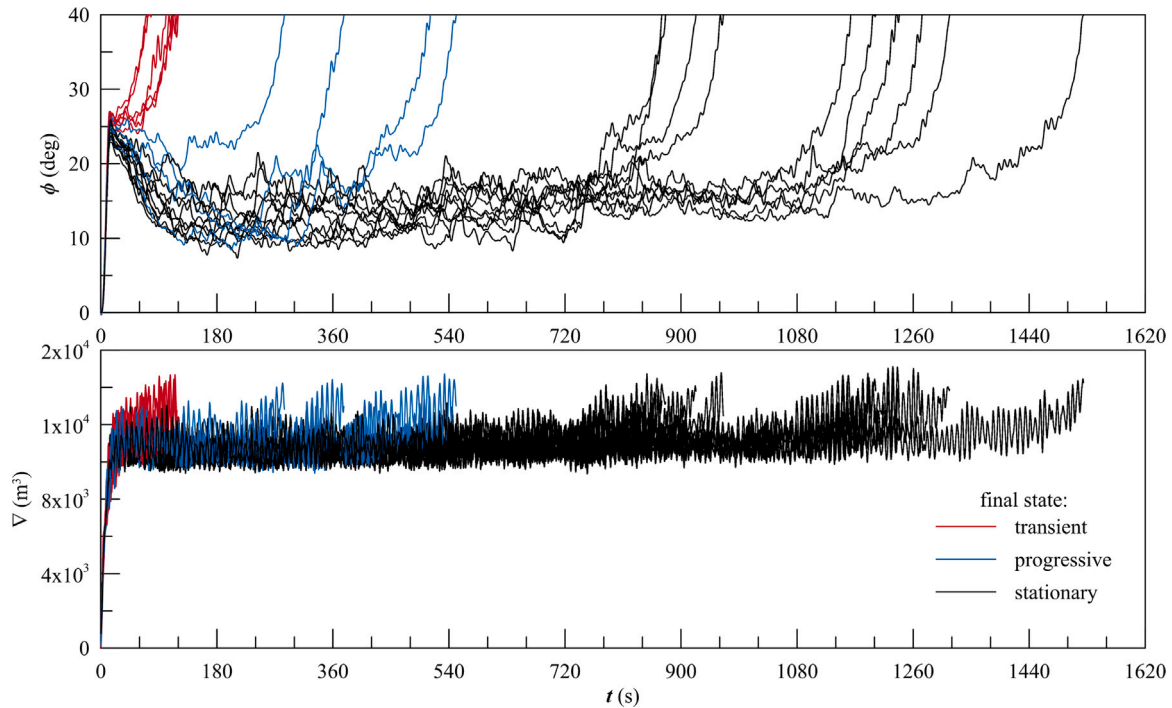 40
30
20
10
0
ϕ (deg)
0 180 360 540 720 900 1080 1260 1440 1620
2x10⁴
1x10⁴
8x10³
4x10³
0
∇ (m³)
final state:
transient
progressive
stationary
0 180 360 540 720 900 1080 1260 1440 1620
t (s)